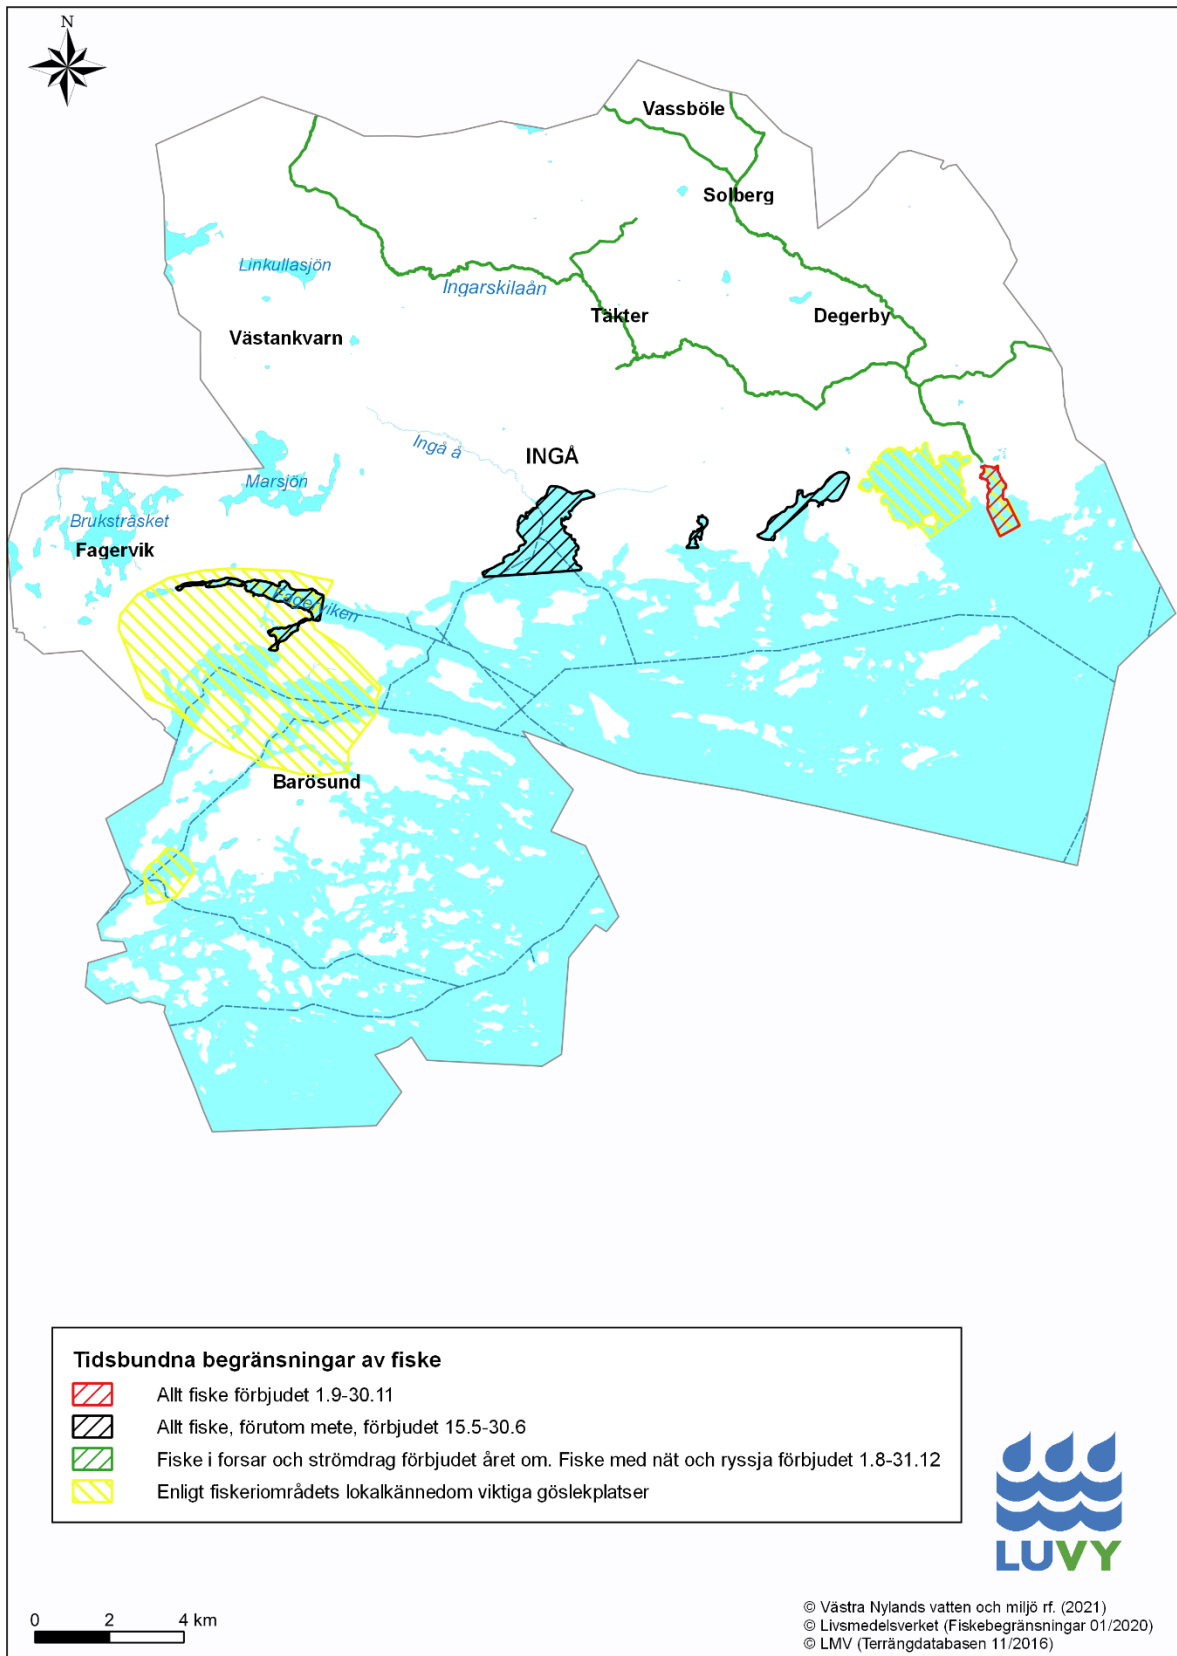 N
Vassböle
Solberg
Linkullasjön
Ingarskilaån
Täkter
Degerby
Västankvarn
Ingå å
INGÅ
Marsjön
Bruksträsket
Fagervik
Fagerviken
Barösund
Tidsbundna begränsningar av fiske
Allt fiske förbjudet 1.9-30.11
Allt fiske, förutom mete, förbjudet 15.5-30.6
Fiske i forsar och strömdrag förbjudet året om. Fiske med nät och ryssja förbjudet 1.8-31.12
Enligt fiskeriområdets lokalkännedom viktiga göslekplatser
LUVY
0 2 4 km
© Västra Nylands vatten och miljö rf. (2021)
© Livsmedelsverket (Fiskebegränsningar 01/2020)
© LMV (Terrängdatabasen 11/2016)